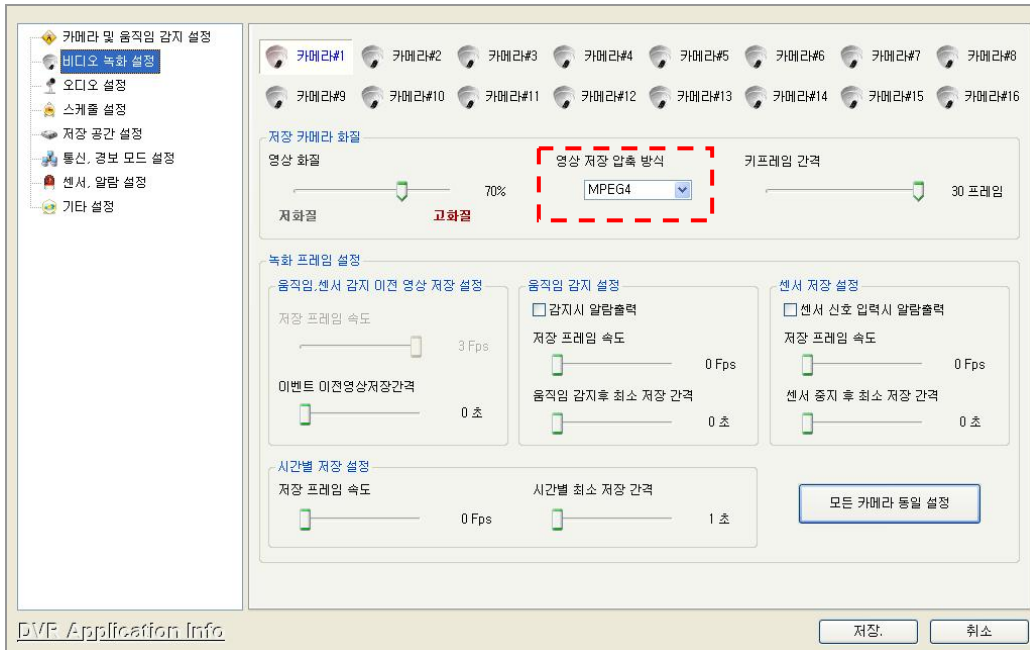 카메라 및 움직임 감지 설정
비디오 녹화 설정
오디오 설정
스케줄 설정
저장 공간 설정
통신, 경보 모드 설정
센서, 알람 설정
기타 설정
카메라#1 카메라#2 카메라#3 카메라#4 카메라#5 카메라#6 카메라#7 카메라#8
카메라#9 카메라#10 카메라#11 카메라#12 카메라#13 카메라#14 카메라#15 카메라#16
저장 카메라 화질
영상 화질 영상 저장 압축 방식 키프레임 간격
70% MPEG4 30 프레임
저화질 고화질
녹화 프레임 설정
움직임,센서 감지 이전 영상 저장 설정
저장 프레임 속도
3 Fps
이벤트 이전영상저장간격
0 초
움직임 감지 설정
감지시 알람출력
저장 프레임 속도
0 Fps
움직임 감지후 최소 저장 간격
0 초
센서 저장 설정
센서 신호 입력시 알람출력
저장 프레임 속도
0 Fps
센서 중지 후 최소 저장 간격
0 초
시간별 저장 설정
저장 프레임 속도 시간별 최소 저장 간격
0 Fps 1 초
모든 카메라 동일 설정
DVR Application Info
저장. 취소